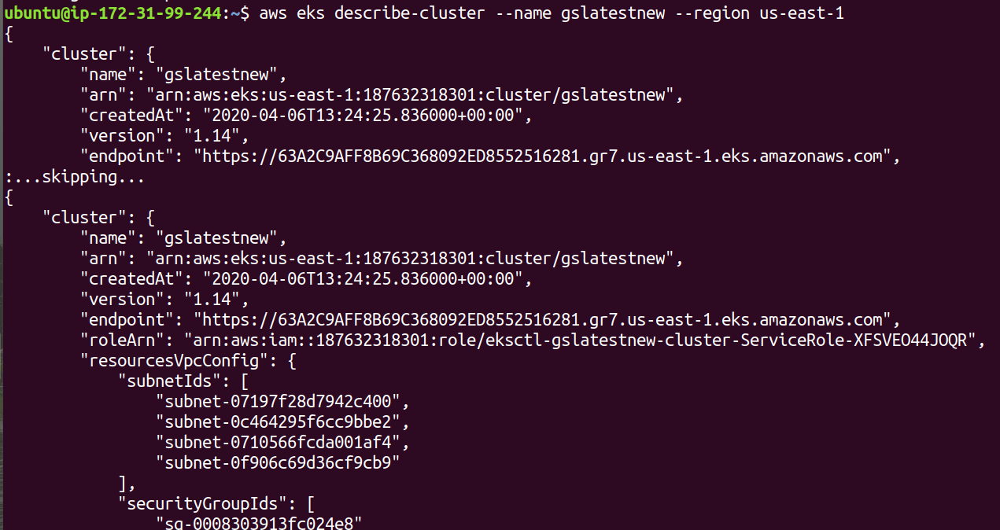 ubuntu@ip-172-31-99-244:~$ aws eks describe-cluster --name gslatestnew --region us-east-1
{
    "cluster": {
        "name": "gslatestnew",
        "arn": "arn:aws:eks:us-east-1:187632318301:cluster/gslatestnew",
        "createdAt": "2020-04-06T13:24:25.836000+00:00",
        "version": "1.14",
        "endpoint": "https://63A2C9AFF8B69C368092ED8552516281.gr7.us-east-1.eks.amazonaws.com",
:...skipping...
{
    "cluster": {
        "name": "gslatestnew",
        "arn": "arn:aws:eks:us-east-1:187632318301:cluster/gslatestnew",
        "createdAt": "2020-04-06T13:24:25.836000+00:00",
        "version": "1.14",
        "endpoint": "https://63A2C9AFF8B69C368092ED8552516281.gr7.us-east-1.eks.amazonaws.com",
        "roleArn": "arn:aws:iam::187632318301:role/eksctl-gslatestnew-cluster-ServiceRole-XFSVEO44JOQR",
        "resourcesVpcConfig": {
            "subnetIds": [
                "subnet-07197f28d7942c400",
                "subnet-0c464295f6cc9bbe2",
                "subnet-0710566fcda001af4",
                "subnet-0f906c69d36cf9cb9"
            ],
            "securityGroupIds": [
                "sg-0008303913fc024e8"